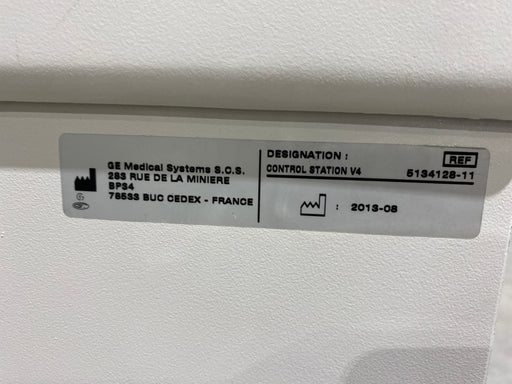 GE Medical Systems S.C.S.
283 RUE DE LA MINIERE
BP34
78533 BUC CEDEX - FRANCE
DESIGNATION :
REF
CONTROL STATION V4
5134128-11
: 2013-08